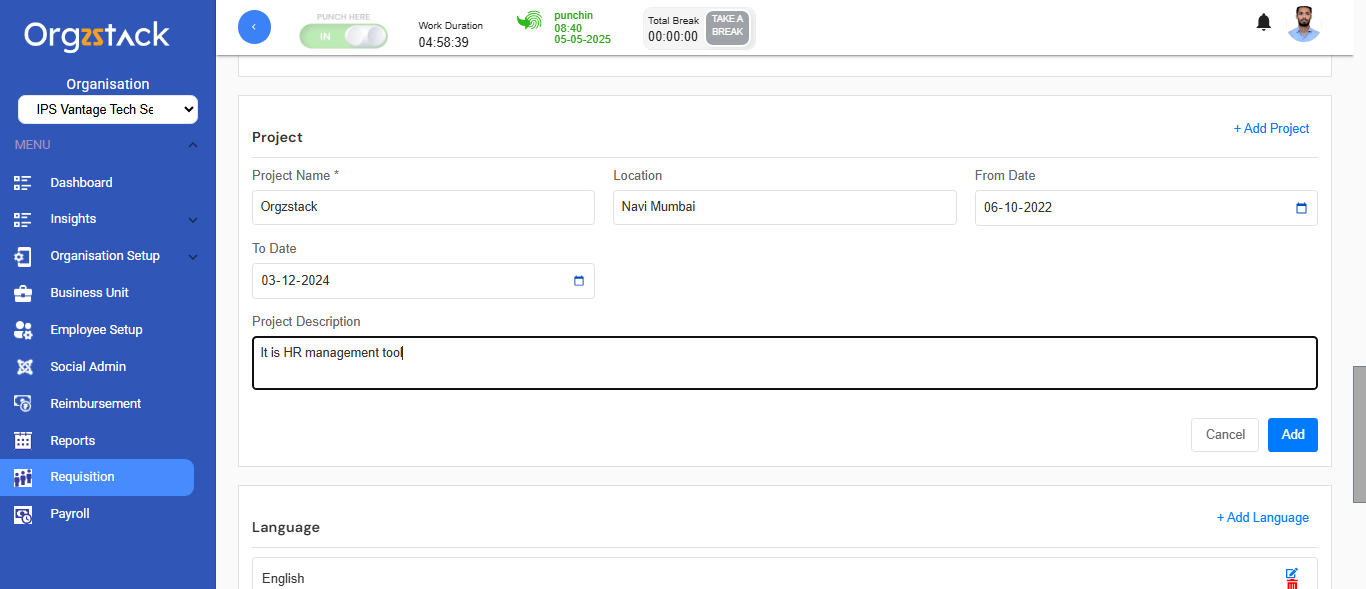 Orgzstack
Organisation
IPS Vantage Tech Se
MENU
Dashboard
Insights
Organisation Setup
Business Unit
Employee Setup
Social Admin
Reimbursement
Reports
Requisition
Payroll
PUNCH HERE
IN
Work Duration
04:58:39
punchin
08:40
05-05-2025
Total Break
00:00:00
TAKE A
BREAK
Project
+ Add Project
Project Name *
Location
From Date
Orgzstack
Navi Mumbai
06-10-2022
To Date
03-12-2024
Project Description
It is HR management tool
Cancel
Add
Language
+ Add Language
English